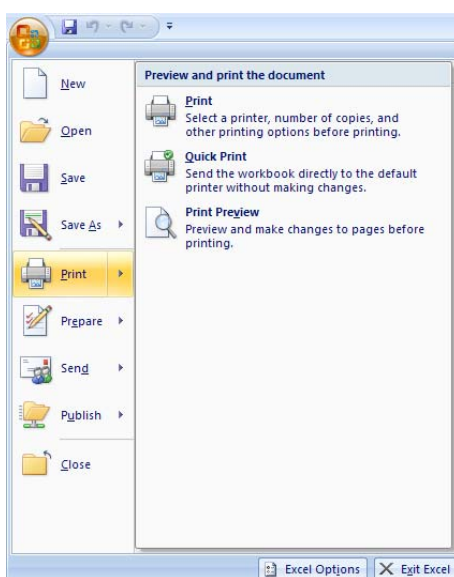 New
Open
Save
Save As
Print
Prepare
Send
Publish
Close
Preview and print the document
Print
Select a printer, number of copies, and
other printing options before printing.
Quick Print
Send the workbook directly to the default
printer without making changes.
Print Preview
Preview and make changes to pages before
printing.
Excel Options
Exit Excel